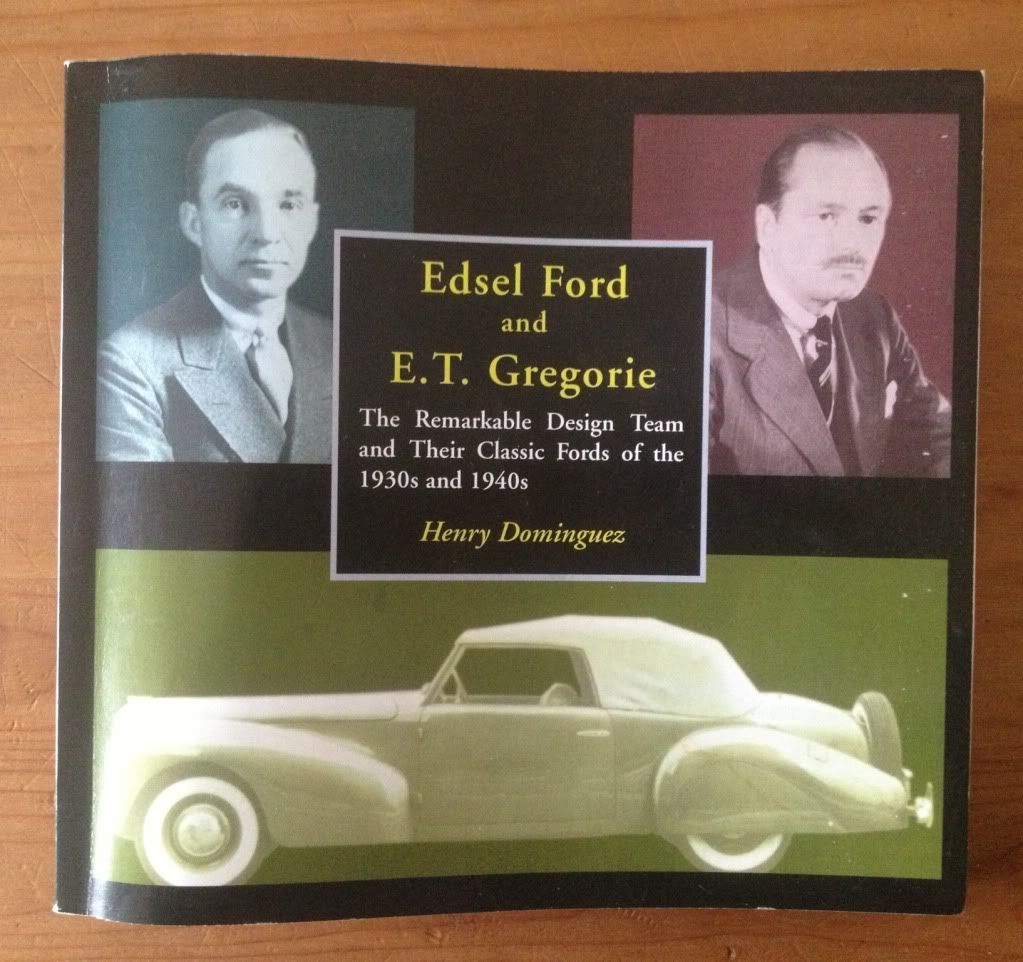 Edsel Ford
and
E.T. Gregorie
The Remarkable Design Team
and Their Classic Fords of the
1930s and 1940s
Henry Dominguez